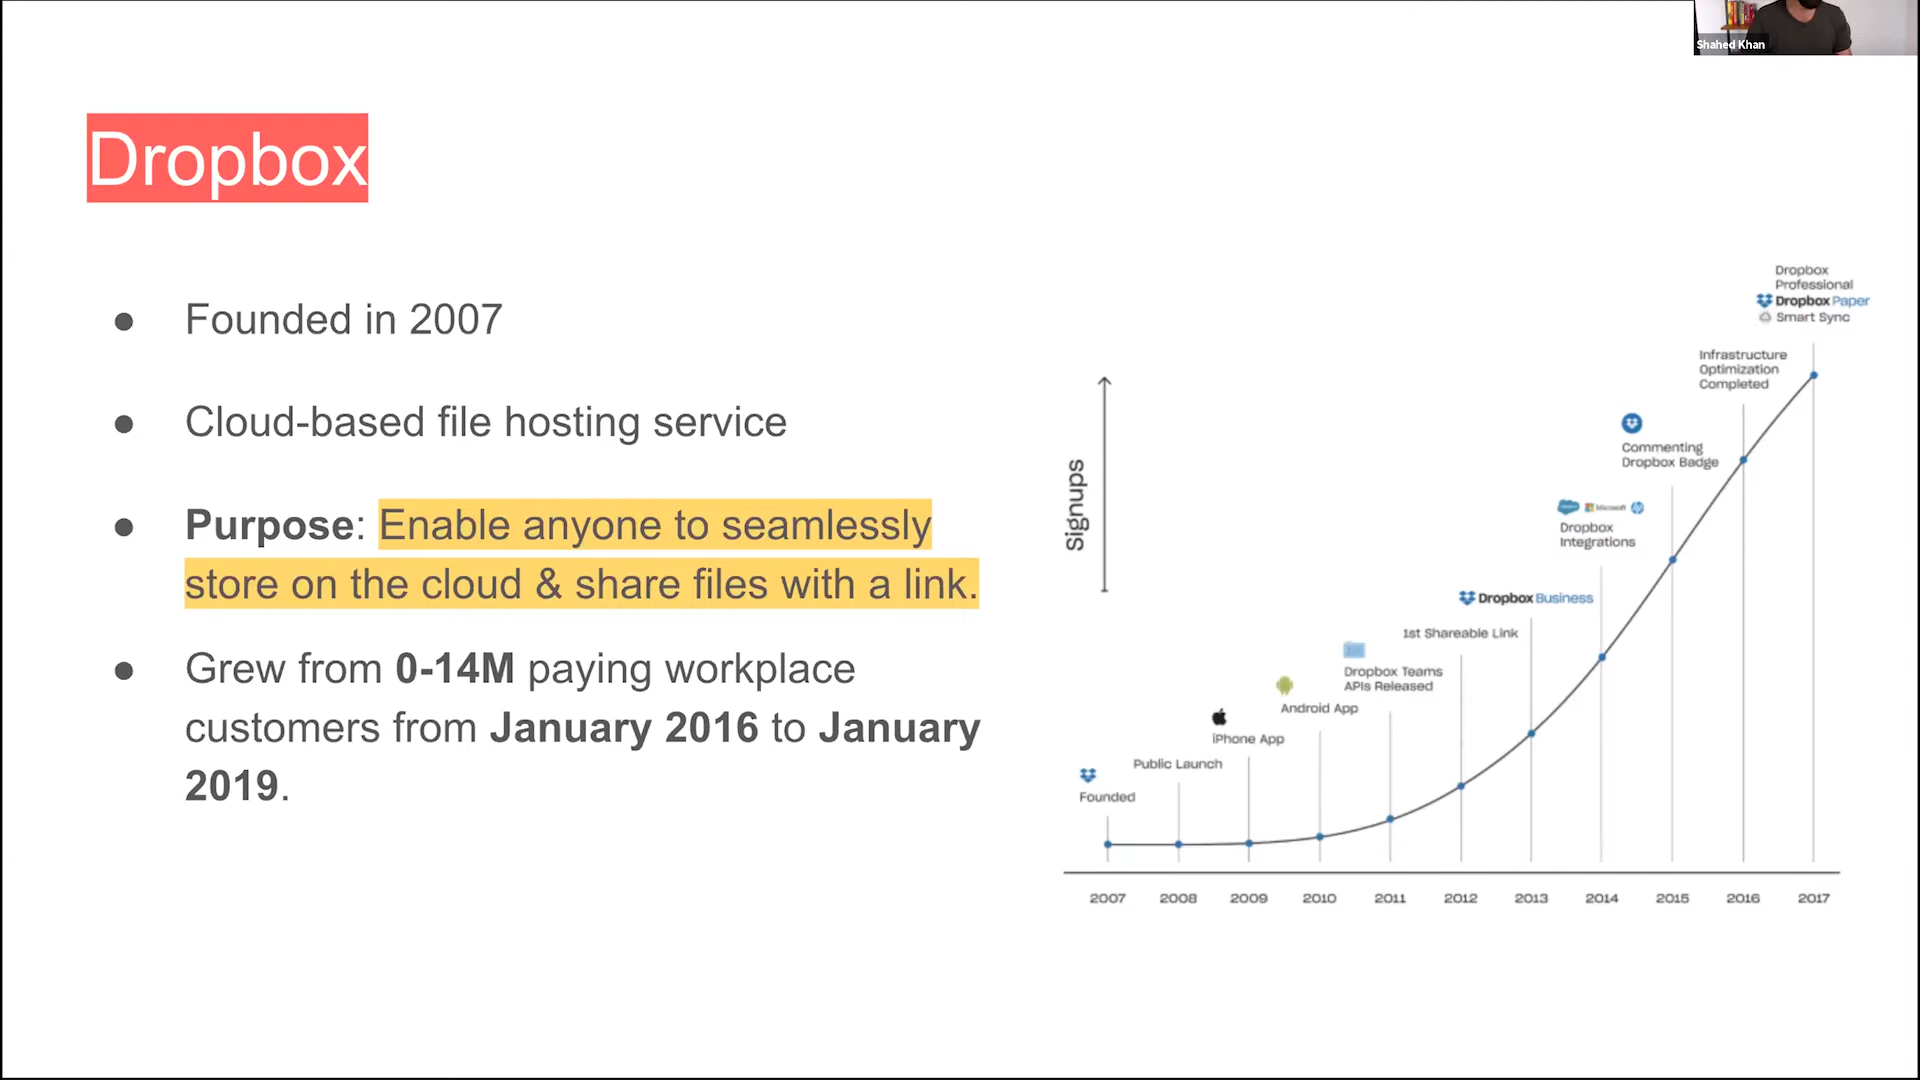 Shahed Khan
Dropbox
● Founded in 2007
● Cloud-based file hosting service
● Purpose: Enable anyone to seamlessly
store on the cloud & share files with a link.
● Grew from 0-14M paying workplace
customers from January 2016 to January
2019.
Signups
Founded
Public Launch
iPhone App
Android App
Dropbox Teams
APIs Released
1st Shareable Link
Dropbox Business
Microsoft
Dropbox
Integrations
Commenting
Dropbox Badge
Infrastructure
Optimization
Completed
Dropbox
Professional
Dropbox Paper
Smart Sync
2007 2008 2009 2010 2011 2012 2013 2014 2015 2016 2017